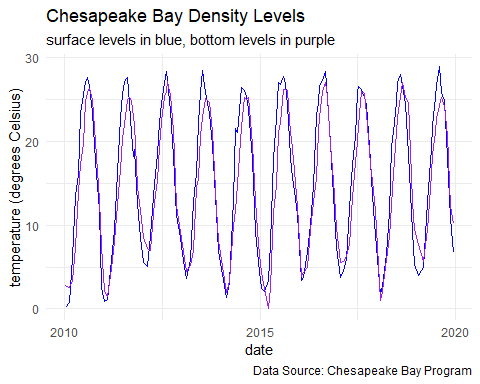 Chesapeake Bay Density Levels
surface levels in blue, bottom levels in purple
30
20
10
0
temperature (degrees Celsius)
2010
2015
2020
date
Data Source: Chesapeake Bay Program